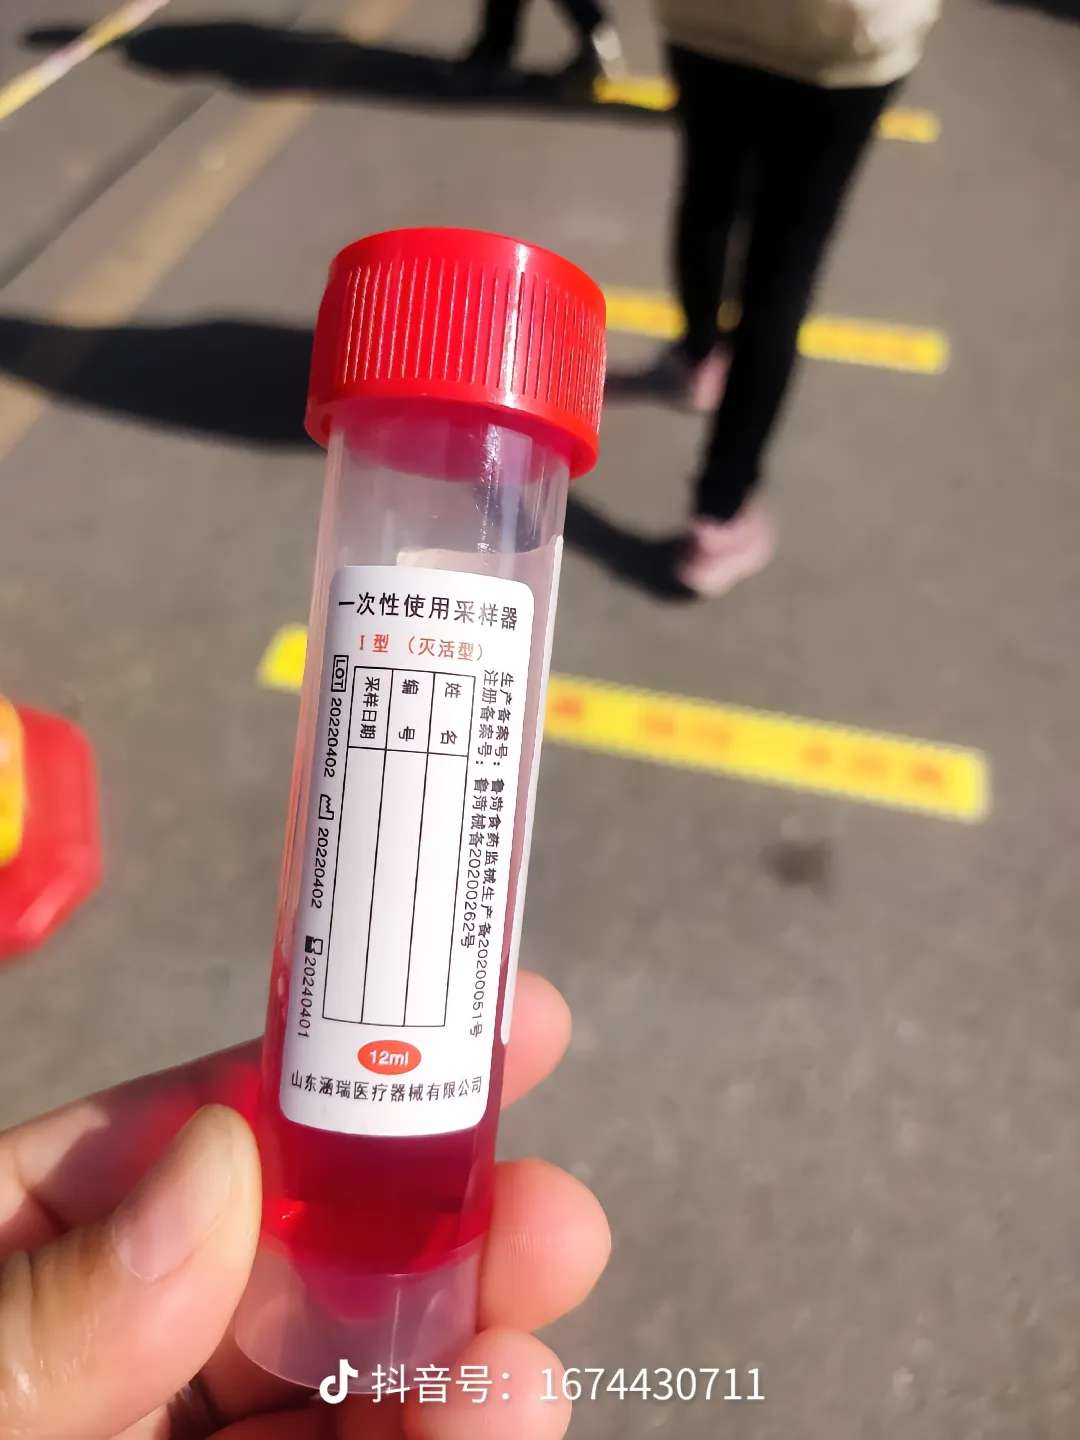 一次性使用采样器
I 型 （灭活型）
生产备案号：鲁菏食药监械生产备20200051号
注册备案号：鲁菏械备20200262号
姓 名
编 号
采样日期
LOT 20220402
20220402
20240401
12ml
山东涵瑞医疗器械有限公司
抖音号：1674430711